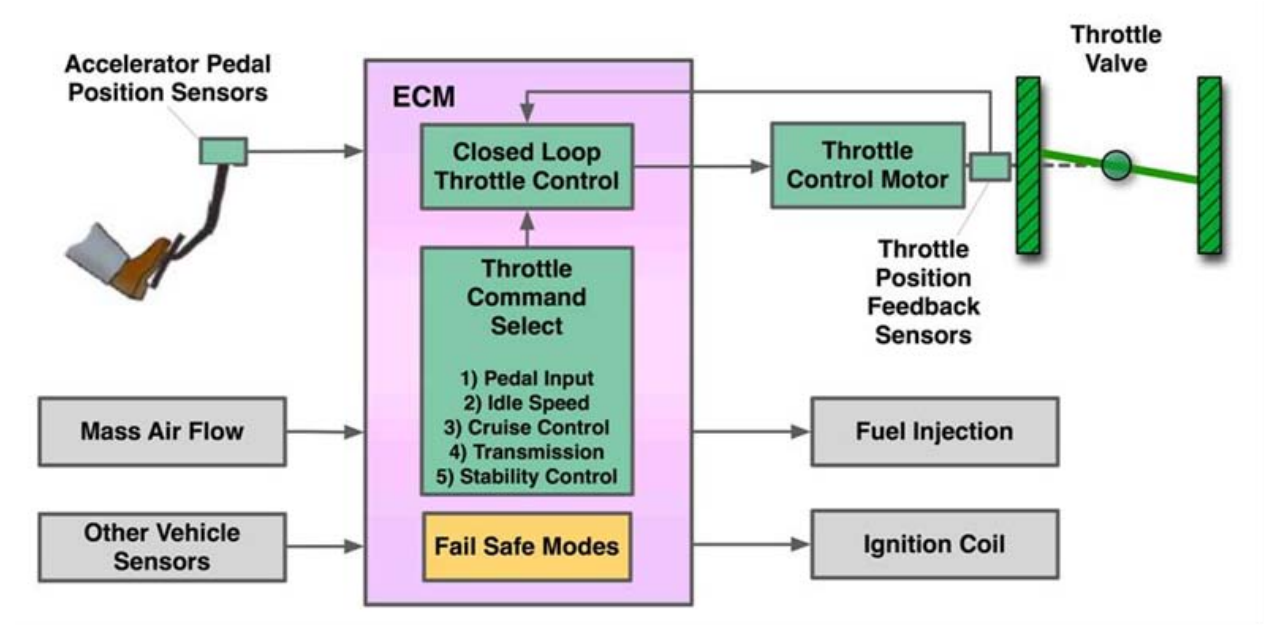 Accelerator Pedal
Position Sensors
ECM
Closed Loop
Throttle Control
Throttle
Control Motor
Throttle
Valve
Throttle
Position
Feedback
Sensors
Throttle
Command
Select
1) Pedal Input
2) Idle Speed
3) Cruise Control
4) Transmission
5) Stability Control
Mass Air Flow
Fuel Injection
Other Vehicle
Sensors
Fail Safe Modes
Ignition Coil